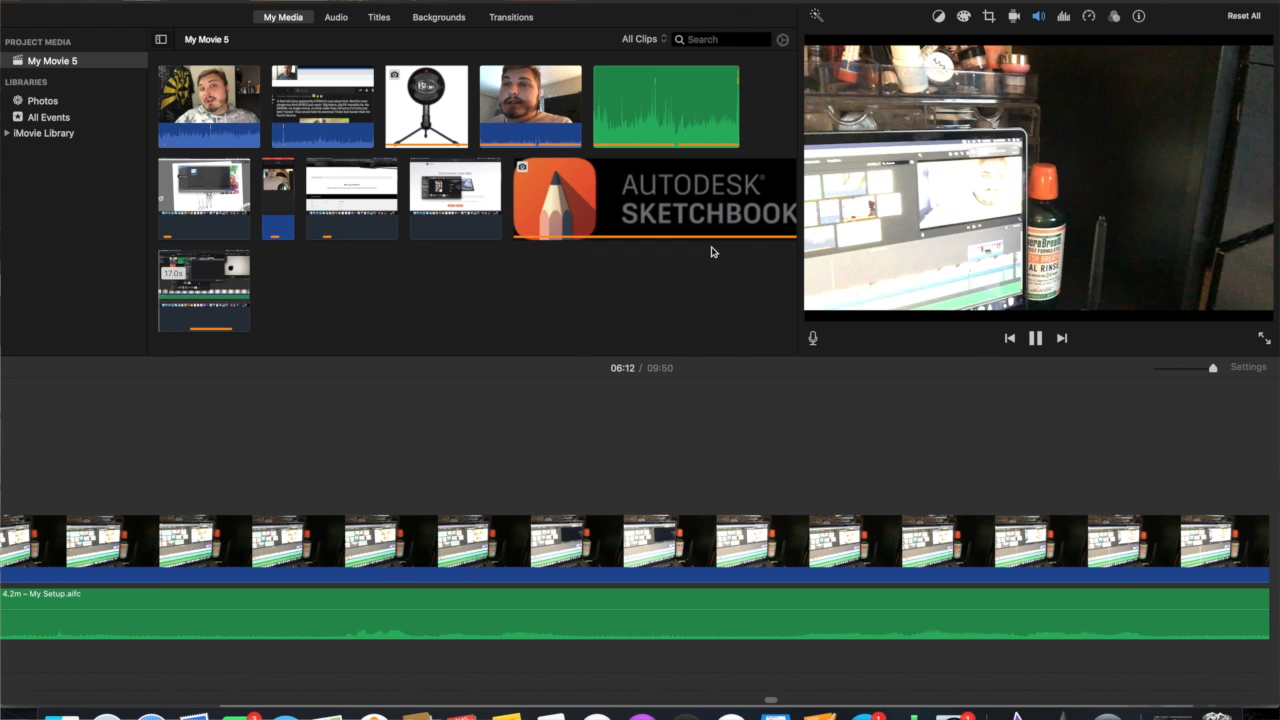 My Media
Audio
Titles
Backgrounds
Transitions
Reset All
PROJECT MEDIA
My Movie 5
All Clips
Search
My Movie 5
LIBRARIES
Photos
All Events
iMovie Library
AUTODESK®
SKETCHBOOK
17.0s
TheraBreath
06:12 / 09:50
Settings
4.2m – My Setup.aifc